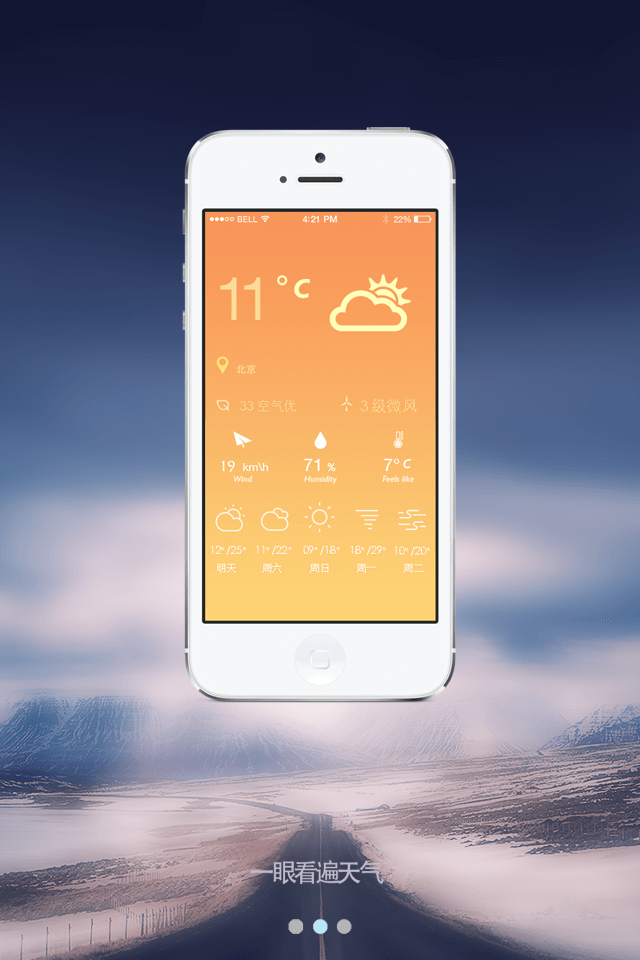 BELL 4:21 PM 22%
11°C
北京
33 空气优 3 级微风
19 km\h 71 % 7°C
Wind Humidity Feels like
12°/25° 11°/22° 09°/18° 18°/29° 10°/20°
明天 周六 周日 周一 周二
一眼看遍天气